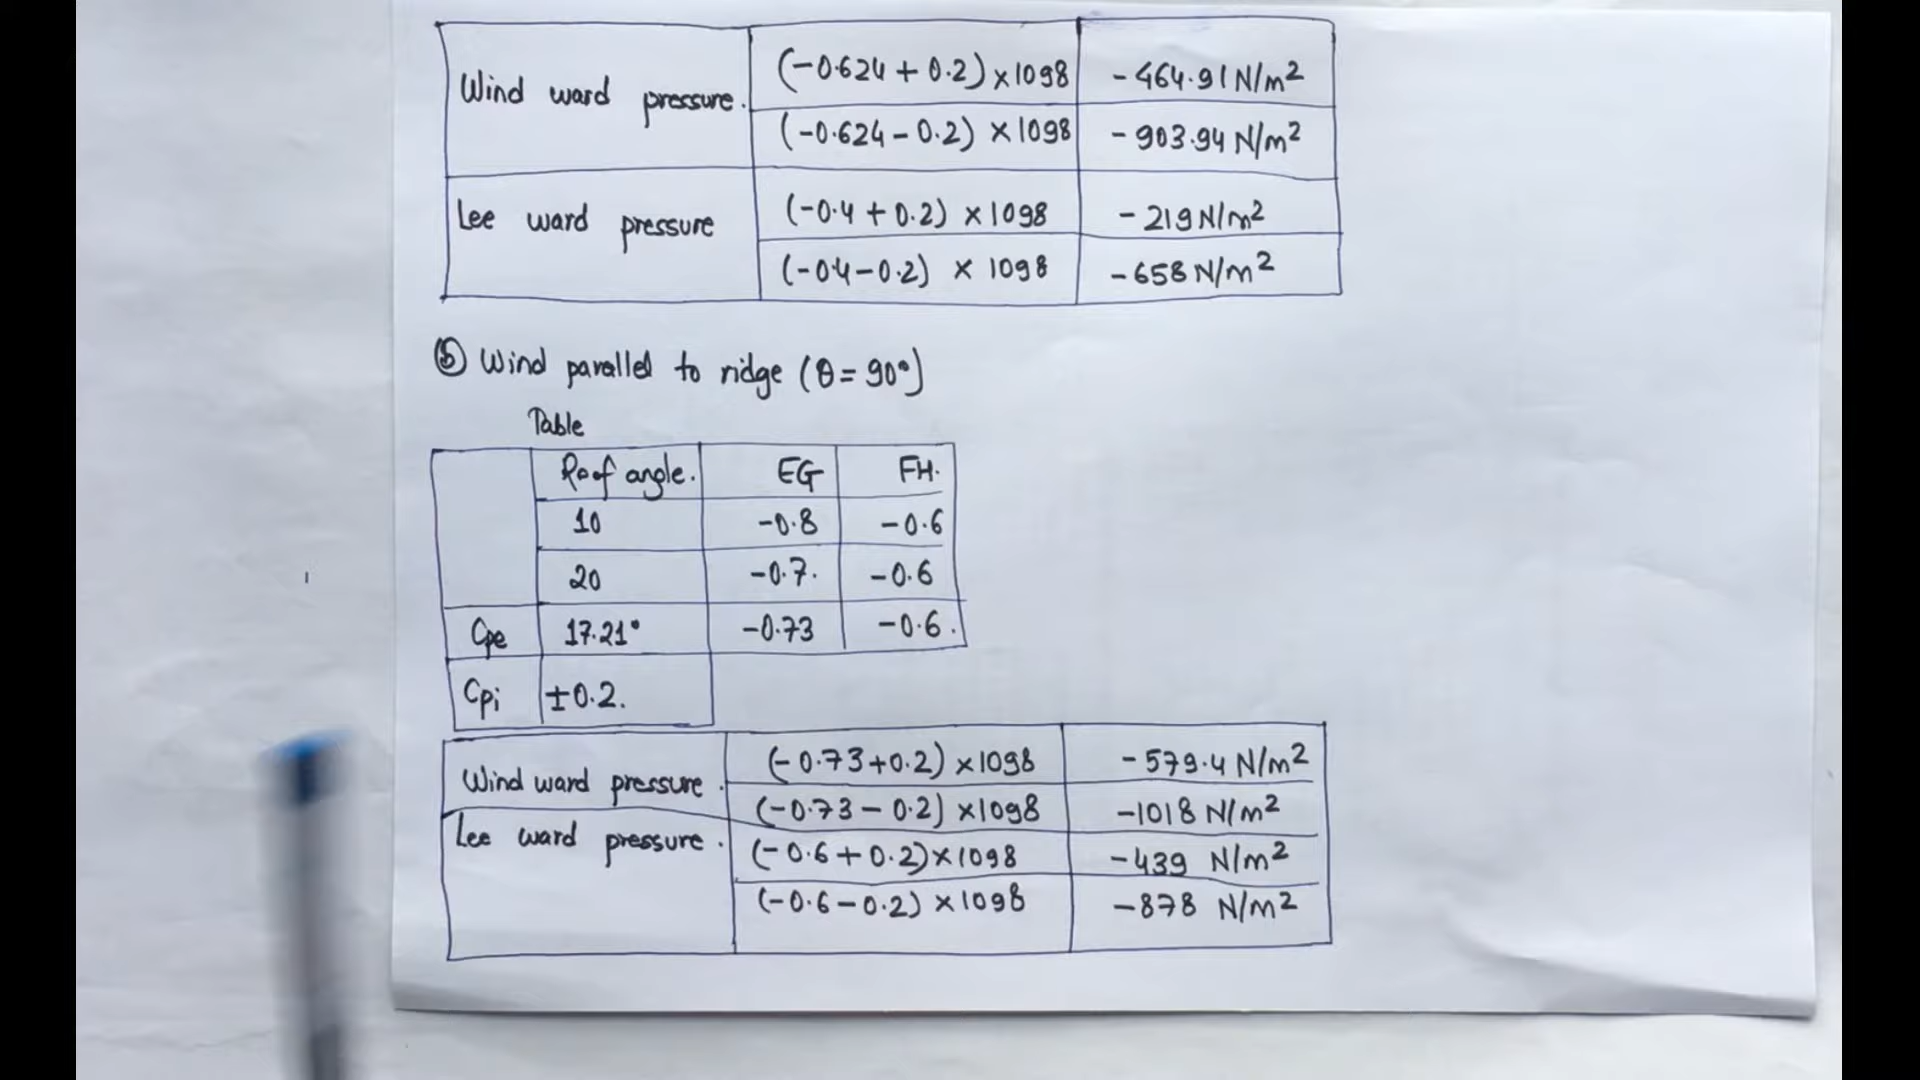 Wind ward pressure. (-0.624 + 0.2) x 1098 - 464.91 N/m²
(-0.624 - 0.2) x 1098 - 903.94 N/m²
Lee ward pressure (-0.4 + 0.2) x 1098 - 219 N/m²
(-0.4-0.2) x 1098 - 658 N/m²
⑤ Wind parallel to ridge (θ = 90°)
Table
Roof angle. EG FH.
10 -0.8 -0.6
20 -0.7. -0.6
Cpe 17.21° -0.73 -0.6.
Cpi ±0.2.
Wind ward pressure. (-0.73+0.2) x 1098 - 579.4 N/m²
(-0.73 - 0.2) x 1098 -1018 N/m²
Lee ward pressure. (-0.6 + 0.2) x 1098 -439 N/m²
(-0.6-0.2) x 1098 -878 N/m²